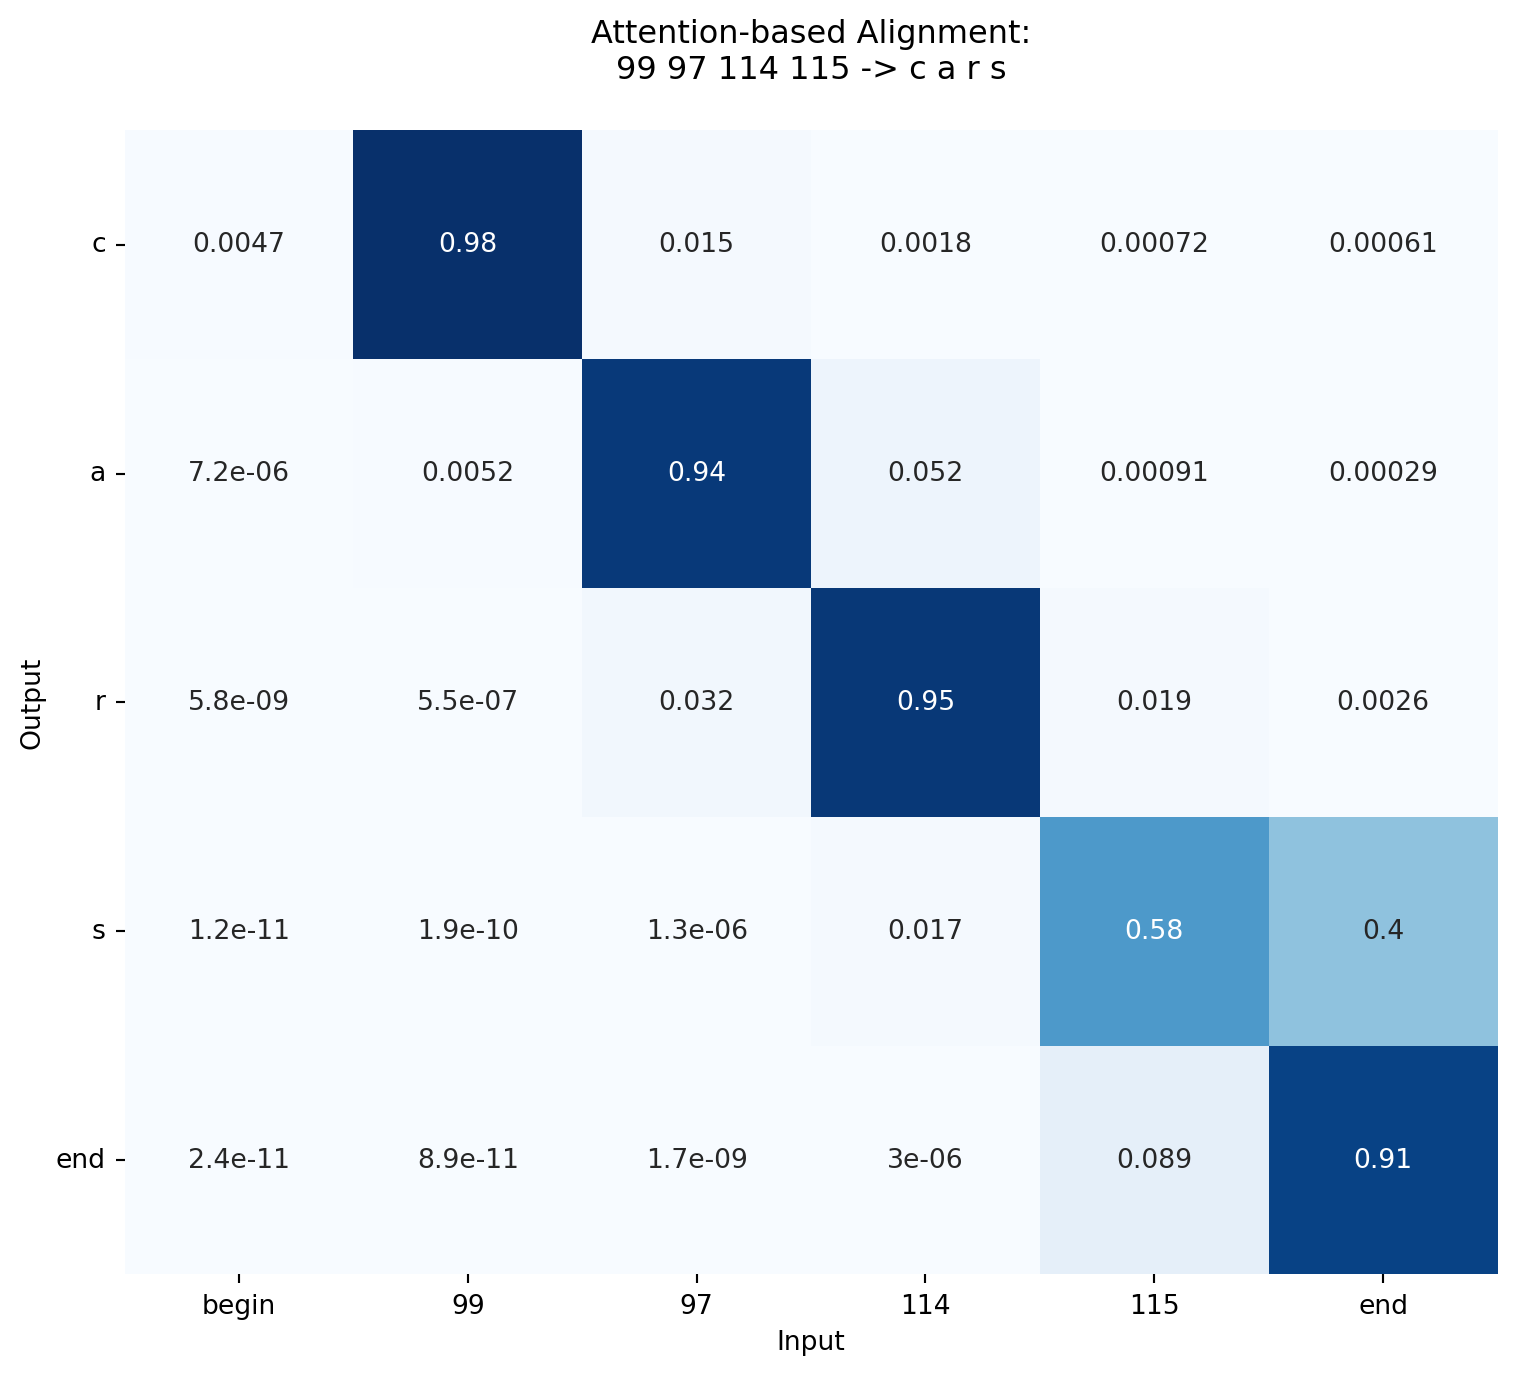 Attention-based Alignment:
99 97 114 115 -> c a r s
c 0.0047 0.98 0.015 0.0018 0.00072 0.00061
a 7.2e-06 0.0052 0.94 0.052 0.00091 0.00029
Output
r 5.8e-09 5.5e-07 0.032 0.95 0.019 0.0026
s 1.2e-11 1.9e-10 1.3e-06 0.017 0.58 0.4
end 2.4e-11 8.9e-11 1.7e-09 3e-06 0.089 0.91
begin 99 97 114 115 end
Input